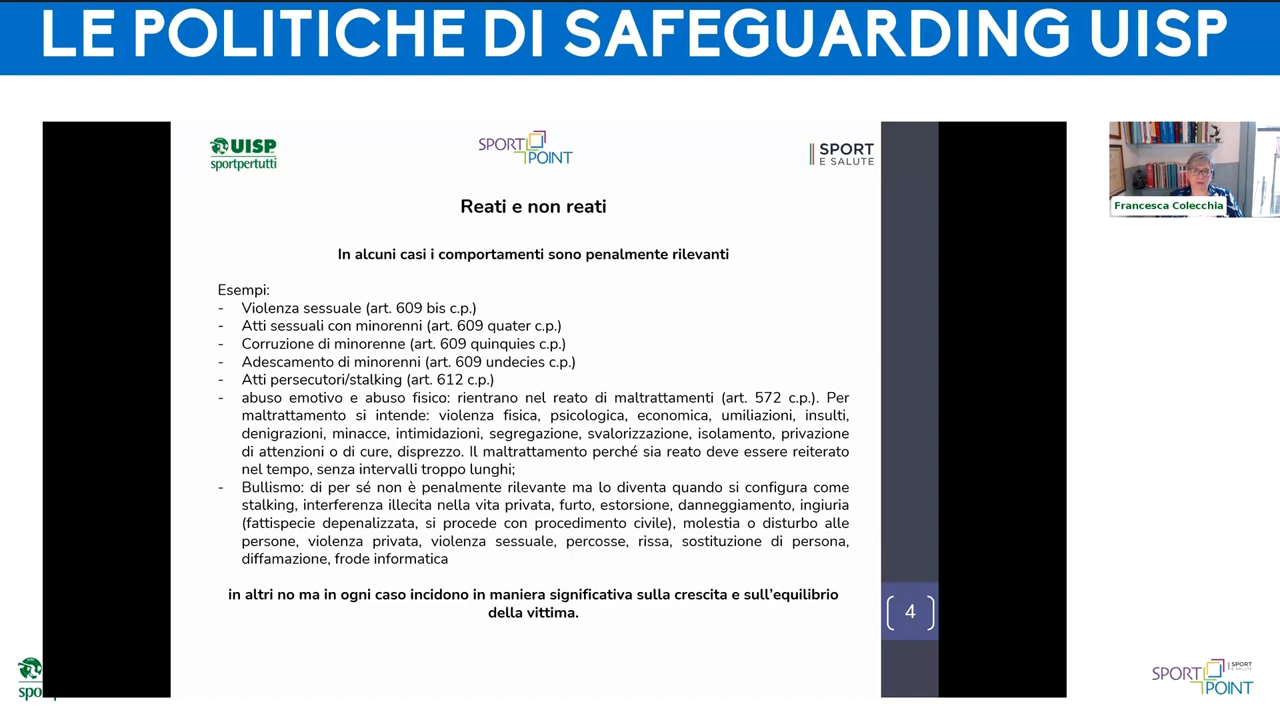 LE POLITICHE DI SAFEGUARDING UISP
UISP
sportpertutti
SPORT
POINT
SPORT
E SALUTE
Reati e non reati
In alcuni casi i comportamenti sono penalmente rilevanti
Esempi:
- Violenza sessuale (art. 609 bis c.p.)
- Atti sessuali con minorenni (art. 609 quater c.p.)
- Corruzione di minorenne (art. 609 quinquies c.p.)
- Adescamento di minorenni (art. 609 undecies c.p.)
- Atti persecutori/stalking (art. 612 c.p.)
- abuso emotivo e abuso fisico: rientrano nel reato di maltrattamenti (art. 572 c.p.). Per
maltrattamento si intende: violenza fisica, psicologica, economica, umiliazioni, insulti,
denigrazioni, minacce, intimidazioni, segregazione, svalorizzazione, isolamento, privazione
di attenzioni o di cure, disprezzo. Il maltrattamento perché sia reato deve essere reiterato
nel tempo, senza intervalli troppo lunghi;
- Bullismo: di per sé non è penalmente rilevante ma lo diventa quando si configura come
stalking, interferenza illecita nella vita privata, furto, estorsione, danneggiamento, ingiuria
(fattispecie depenalizzata, si procede con procedimento civile), molestia o disturbo alle
persone, violenza privata, violenza sessuale, percosse, rissa, sostituzione di persona,
diffamazione, frode informatica
in altri no ma in ogni caso incidono in maniera significativa sulla crescita e sull'equilibrio
della vittima.
4
Francesca Colecchia
spo
SPORT
POINT
SPORT
E SALUTE